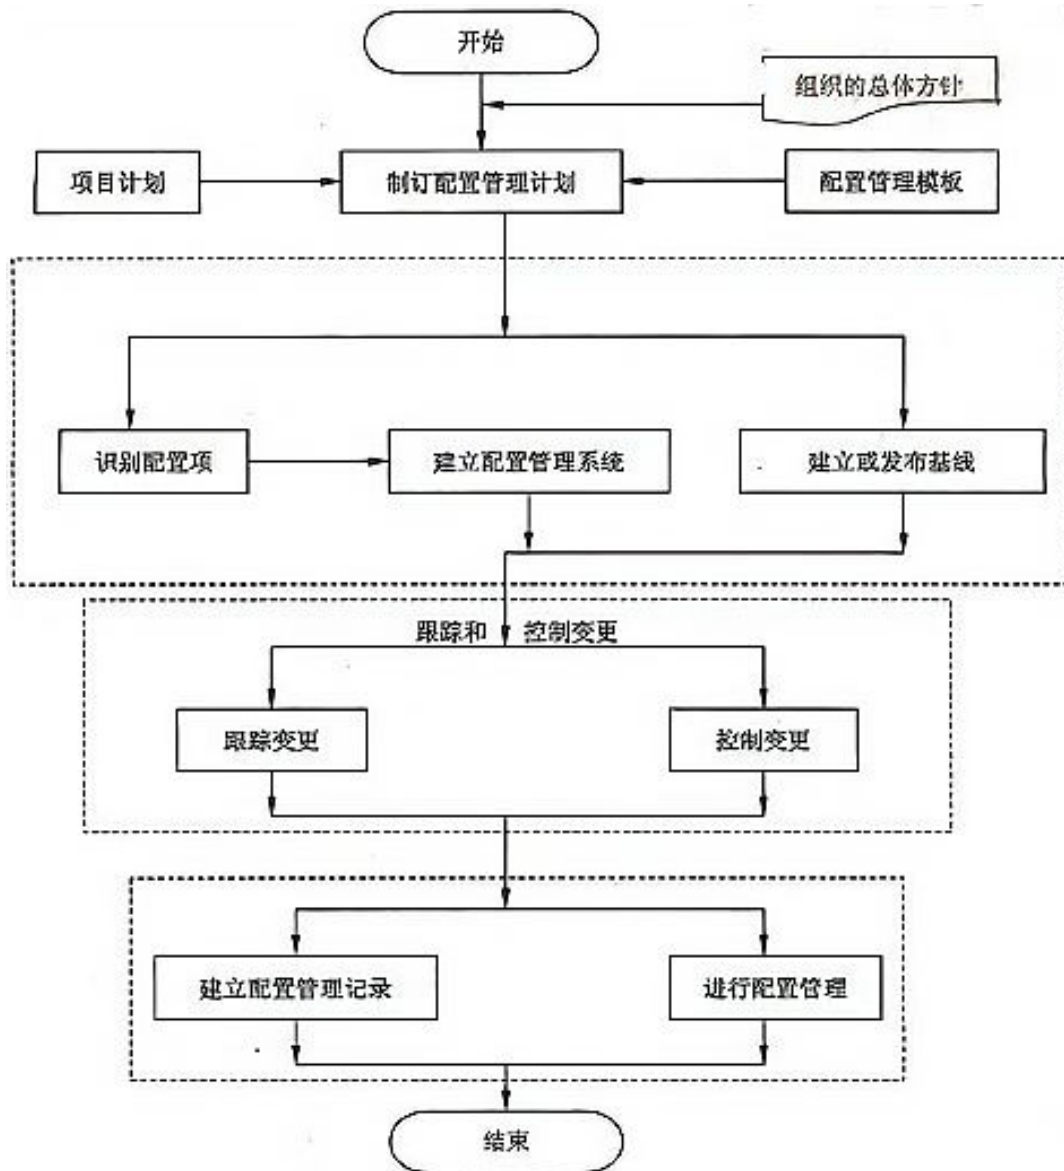 开始
组织的总体方针
项目计划
制订配置管理计划
配置管理模板
识别配置项
建立配置管理系统
建立或发布基线
跟踪和 控制变更
跟踪变更
控制变更
建立配置管理记录
进行配置管理
结束